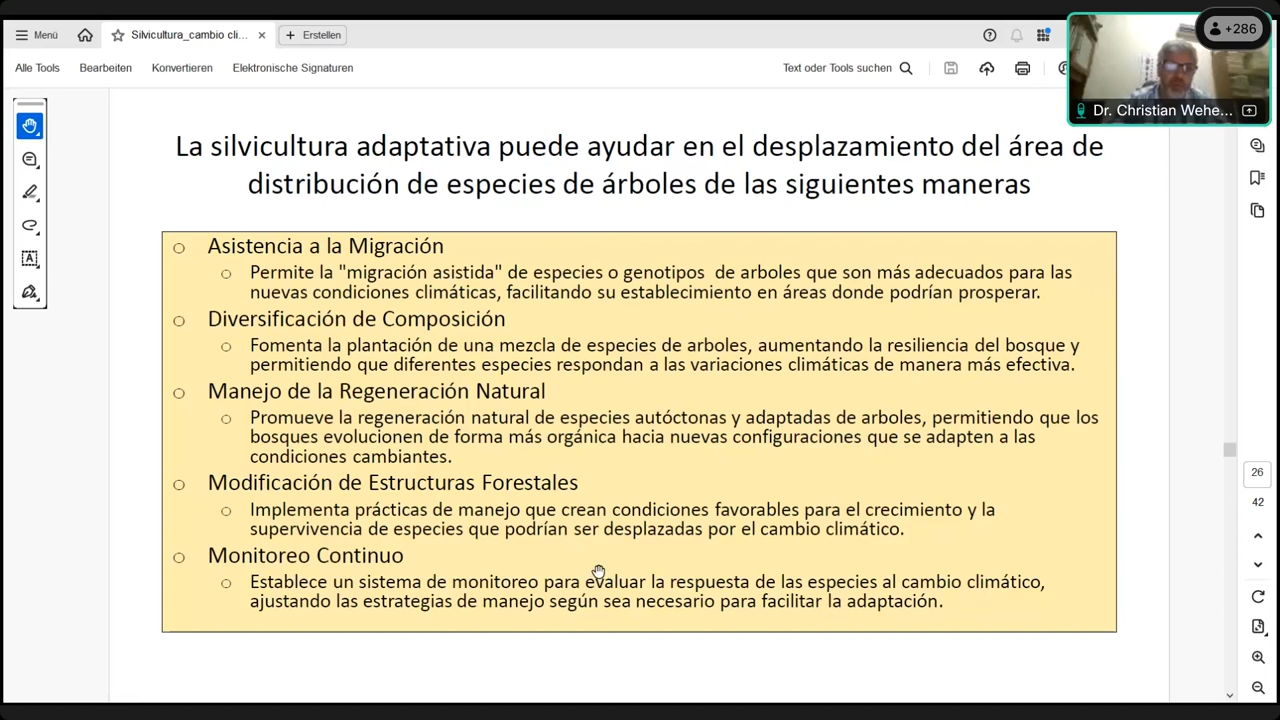 +286
Menü
Silvicultura_cambio cli...
Erstellen
Alle Tools
Bearbeiten
Konvertieren
Elektronische Signaturen
Text oder Tools suchen
Dr. Christian Wehe...
La silvicultura adaptativa puede ayudar en el desplazamiento del área de
distribución de especies de árboles de las siguientes maneras
Asistencia a la Migración
Permite la "migración asistida" de especies o genotipos de arboles que son más adecuados para las
nuevas condiciones climáticas, facilitando su establecimiento en áreas donde podrían prosperar.
Diversificación de Composición
Fomenta la plantación de una mezcla de especies de arboles, aumentando la resiliencia del bosque y
permitiendo que diferentes especies respondan a las variaciones climáticas de manera más efectiva.
Manejo de la Regeneración Natural
Promueve la regeneración natural de especies autóctonas y adaptadas de arboles, permitiendo que los
bosques evolucionen de forma más orgánica hacia nuevas configuraciones que se adapten a las
condiciones cambiantes.
Modificación de Estructuras Forestales
Implementa prácticas de manejo que crean condiciones favorables para el crecimiento y la
supervivencia de especies que podrían ser desplazadas por el cambio climático.
Monitoreo Continuo
Establece un sistema de monitoreo para evaluar la respuesta de las especies al cambio climático,
ajustando las estrategias de manejo según sea necesario para facilitar la adaptación.
26
42